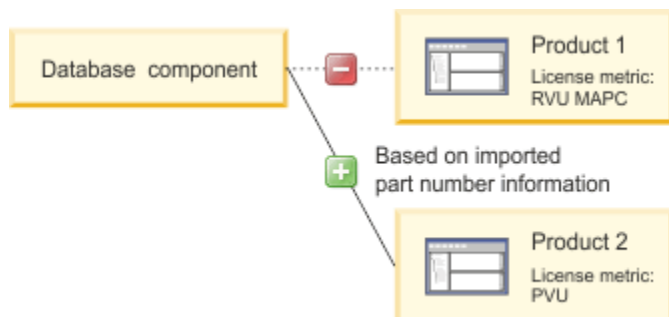 Database component
Product 1
License metric:
RVU MAPC
Based on imported
part number information
Product 2
License metric:
PVU